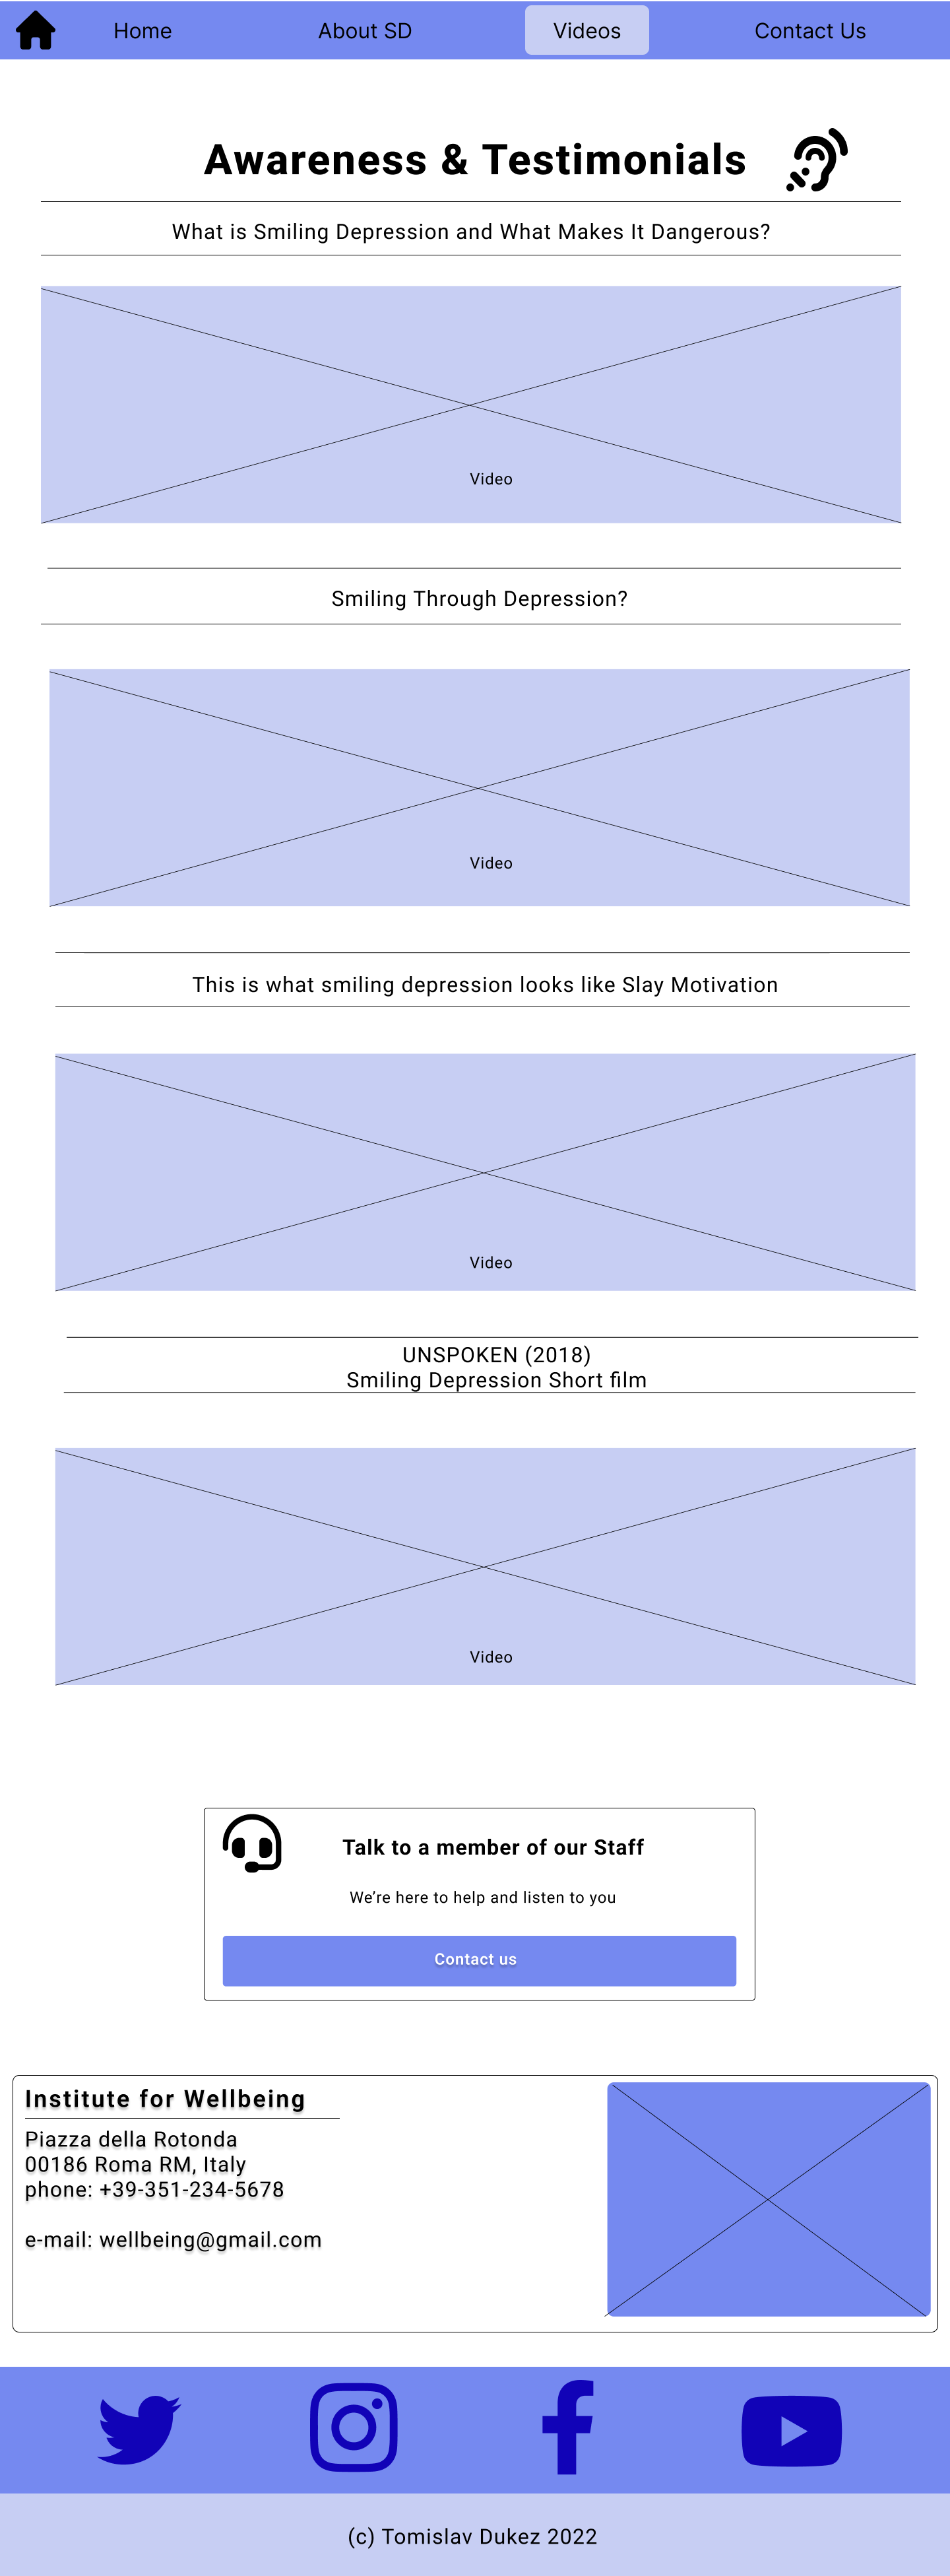 Home About SD Videos Contact Us
Awareness & Testimonials
What is Smiling Depression and What Makes It Dangerous?
Video
Smiling Through Depression?
Video
This is what smiling depression looks like Slay Motivation
Video
UNSPOKEN (2018)
Smiling Depression Short film
Video
Talk to a member of our Staff
We’re here to help and listen to you
Contact us
Institute for Wellbeing
Piazza della Rotonda
00186 Roma RM, Italy
phone: +39-351-234-5678
e-mail: wellbeing@gmail.com
(c) Tomislav Dukez 2022